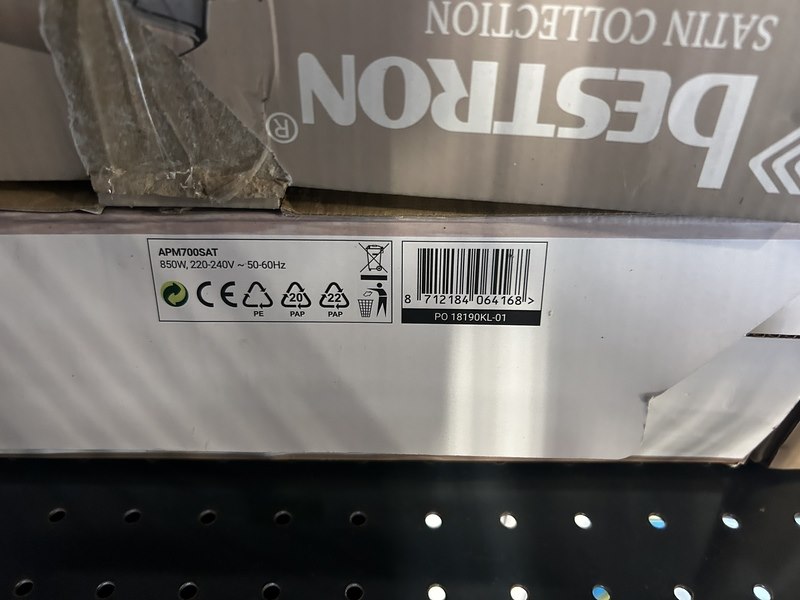 SATIN COLLECTION
bESTRON®
APM700SAT
850W, 220-240V ~ 50-60Hz
CE
20
22
PE
PAP
PAP
8 712184 064168 >
PO 18190KL-01